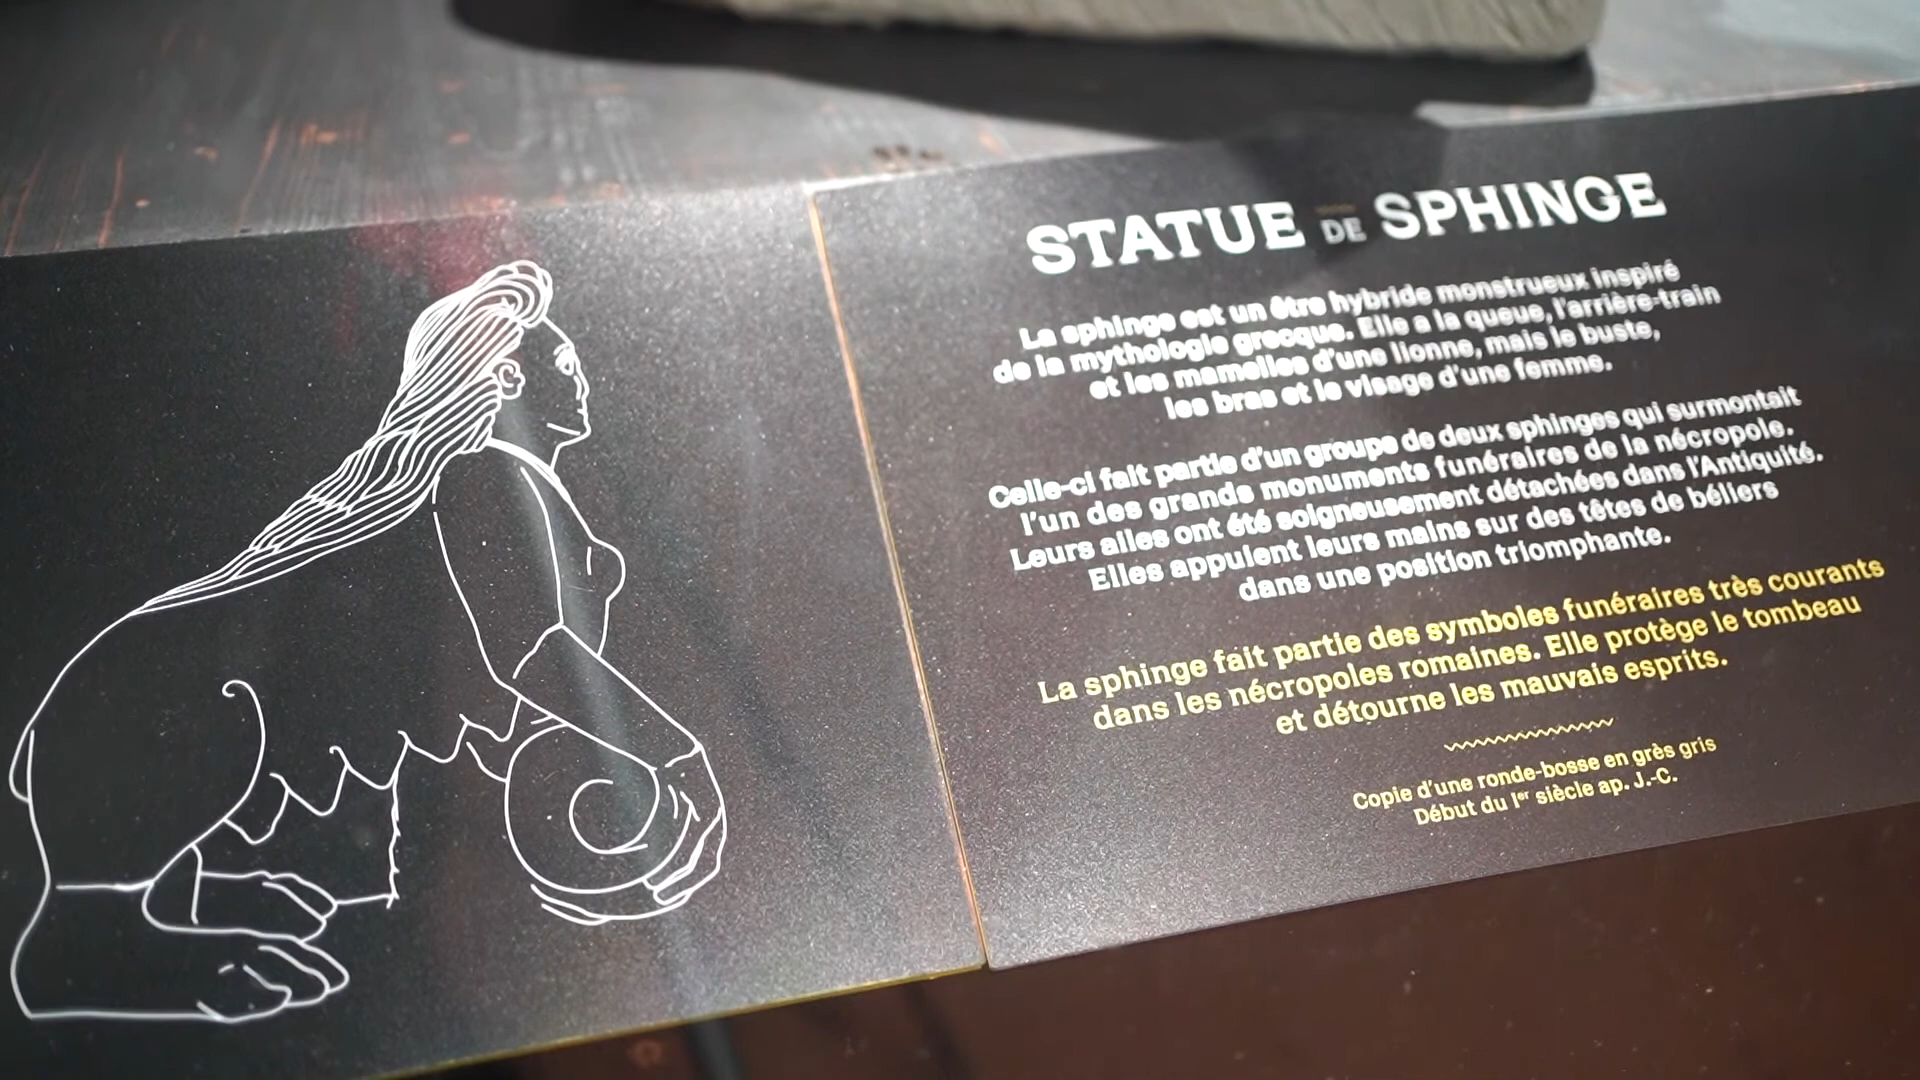 STATUE DE SPHINGE
La sphinge est un être hybride monstrueux inspiré
de la mythologie grecque. Elle a la queue, l'arrière-train
et les mamelles d'une lionne, mais le buste,
les bras et le visage d'une femme.
Celle-ci fait partie d'un groupe de deux sphinges qui surmontait
l'un des grands monuments funéraires de la nécropole.
Leurs ailes ont été soigneusement détachées dans l'Antiquité.
Elles appuient leurs mains sur des têtes de béliers
dans une position triomphante.
La sphinge fait partie des symboles funéraires très courants
dans les nécropoles romaines. Elle protège le tombeau
et détourne les mauvais esprits.
Copie d'une ronde-bosse en grès gris
Début du Iᵉʳ siècle ap. J.-C.